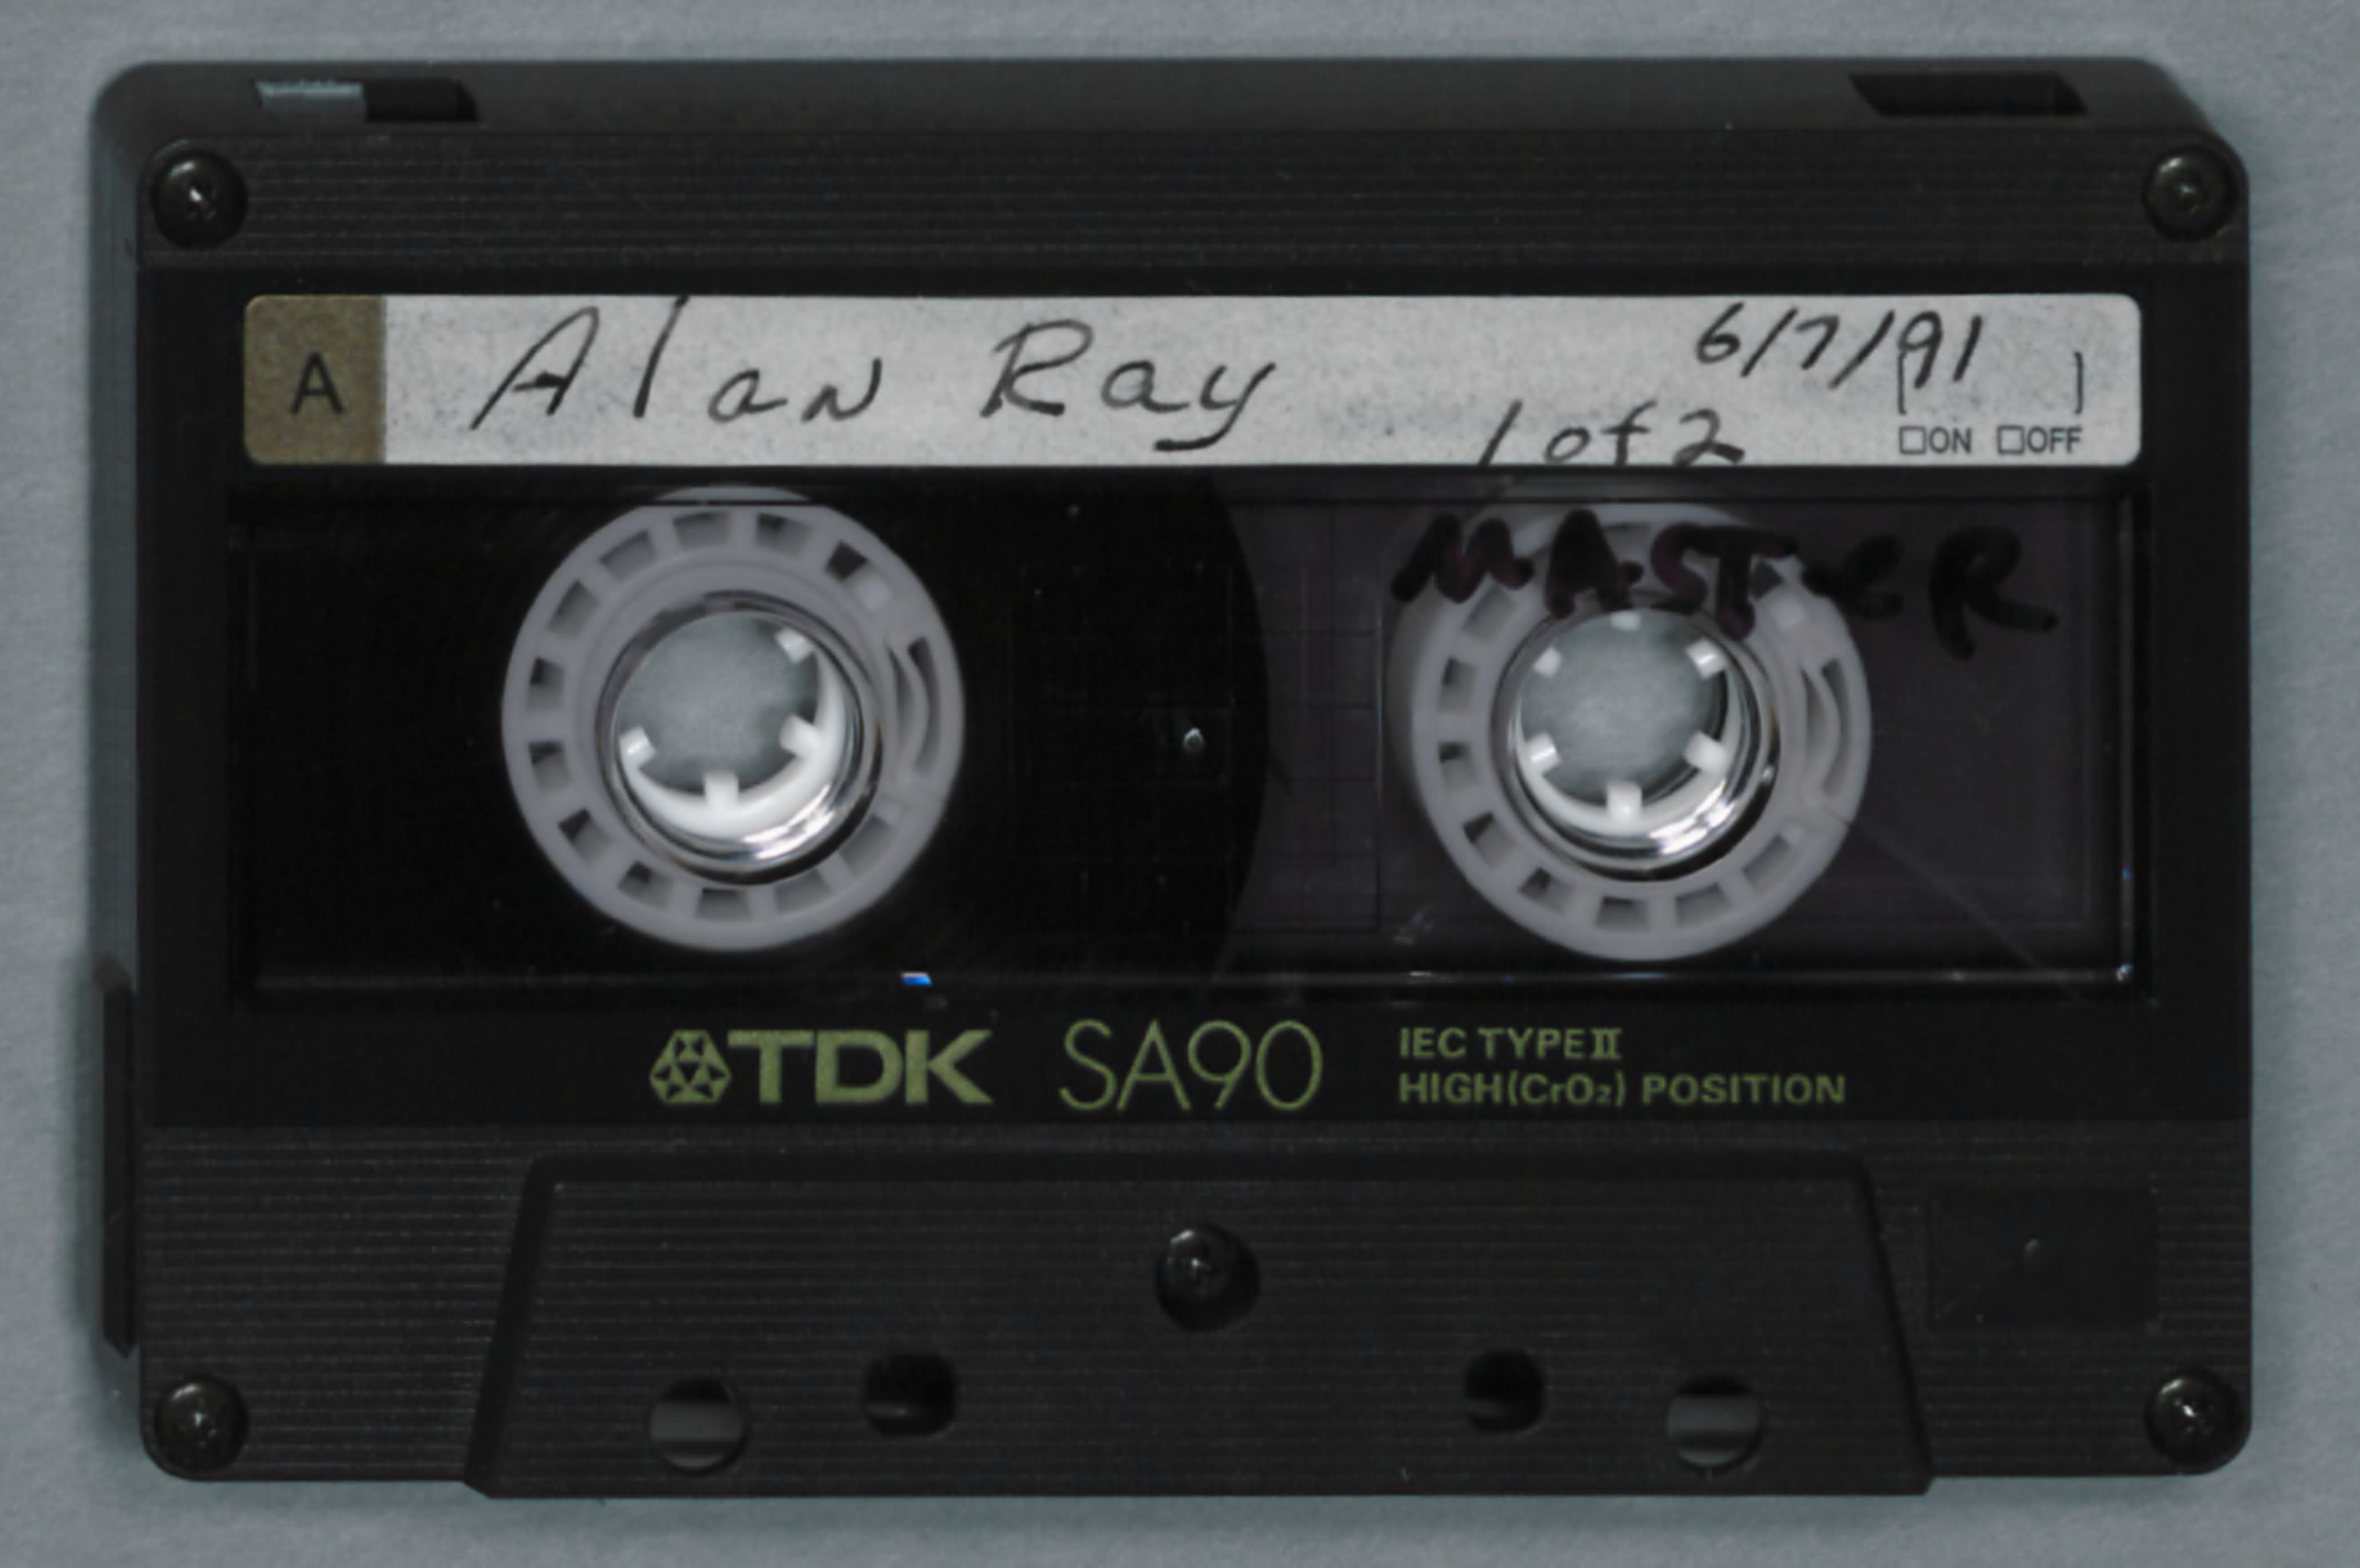 A Alan Ray 6/7/91
1 of 2
[ ]
□ON □OFF
MASTER
TDK SA90 IEC TYPE II
HIGH (CrO₂) POSITION